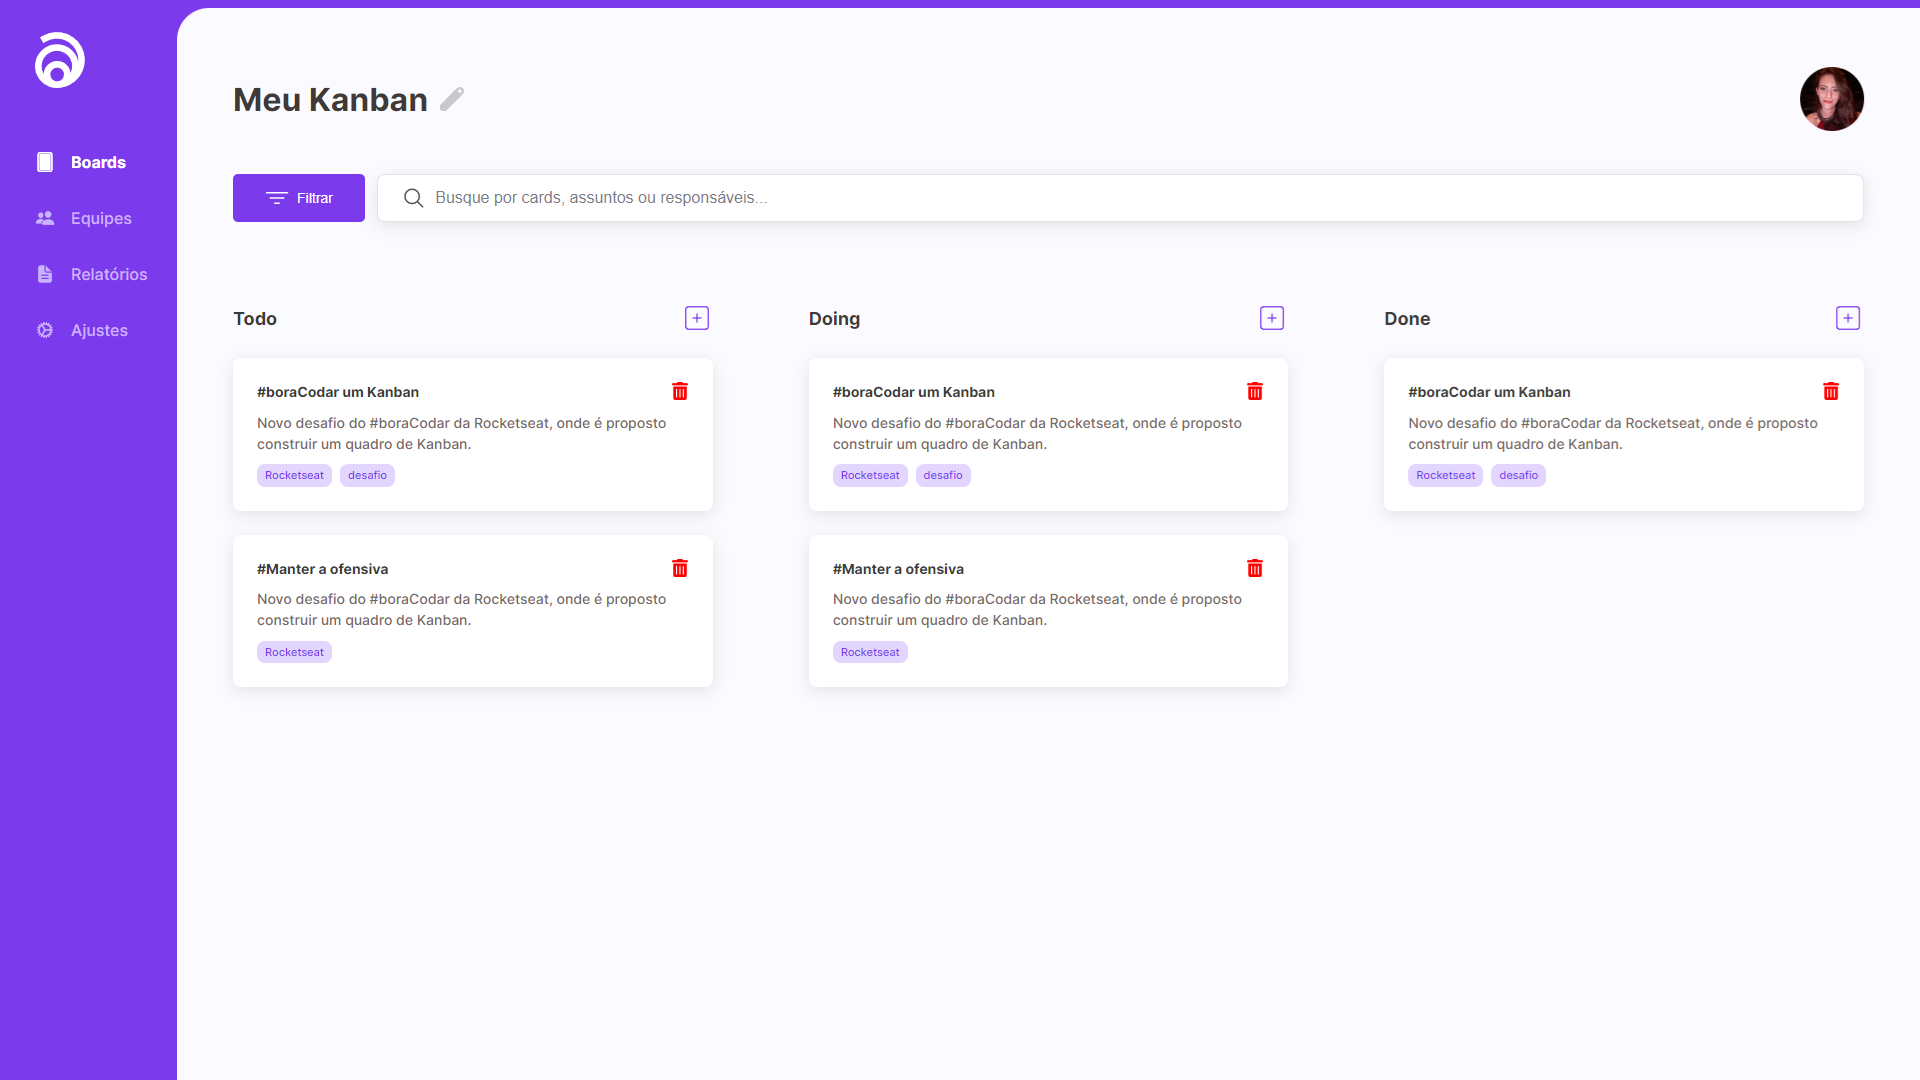 Boards
Equipes
Relatórios
Ajustes
Meu Kanban
Filtrar
Busque por cards, assuntos ou responsáveis...
Todo
#boraCodar um Kanban
Novo desafio do #boraCodar da Rocketseat, onde é proposto
construir um quadro de Kanban.
Rocketseat desafio
#Manter a ofensiva
Novo desafio do #boraCodar da Rocketseat, onde é proposto
construir um quadro de Kanban.
Rocketseat
Doing
#boraCodar um Kanban
Novo desafio do #boraCodar da Rocketseat, onde é proposto
construir um quadro de Kanban.
Rocketseat desafio
#Manter a ofensiva
Novo desafio do #boraCodar da Rocketseat, onde é proposto
construir um quadro de Kanban.
Rocketseat
Done
#boraCodar um Kanban
Novo desafio do #boraCodar da Rocketseat, onde é proposto
construir um quadro de Kanban.
Rocketseat desafio